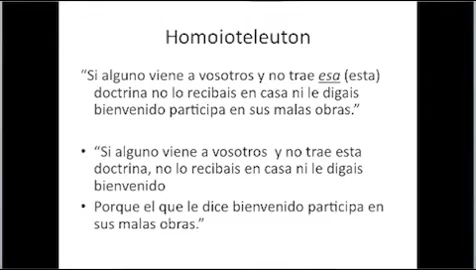 Homoioteleuton
“Si alguno viene a vosotros y no trae esa (esta)
doctrina no lo recibais en casa ni le digais
bienvenido participa en sus malas obras.”
• “Si alguno viene a vosotros y no trae esta
doctrina, no lo recibais en casa ni le digais
bienvenido
• Porque el que le dice bienvenido participa en
sus malas obras.”